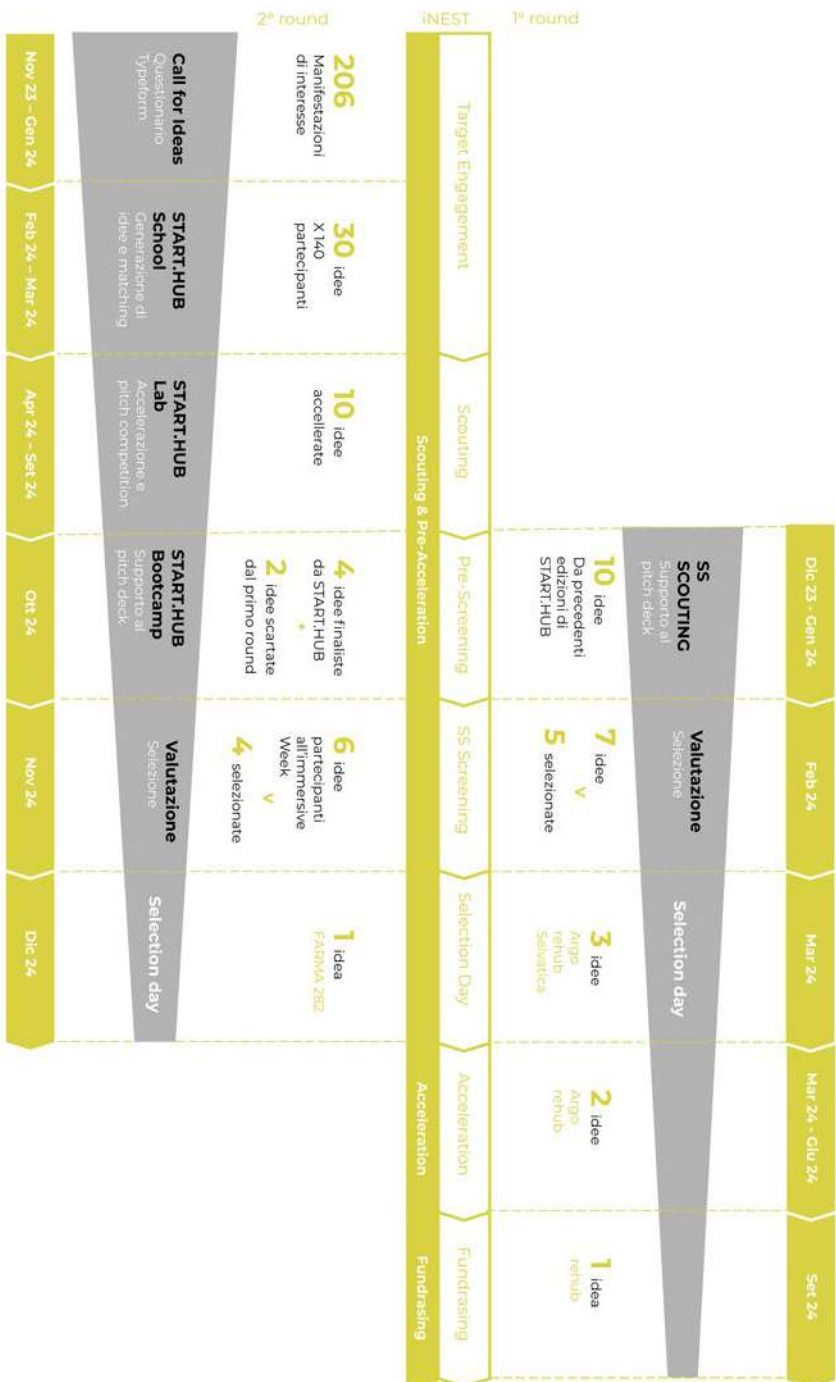 1° round
Dic 23 - Gen 24
Feb 24
Mar 24
Mar 24 - Giu 24
Set 24
SS
SCOUTING
Supporto al
pitch deck
Valutazione
Selezione
Selection day
10 idee
Da precedenti
edizioni di
START.HUB
7 idee
v
5 selezionate
3 idee
Argo
rehub
Selvatica
2 idee
Argo
rehub
1 idea
rehub
iNEST
Target Engagement
Scouting
Pre-Screening
SS Screening
Selection Day
Acceleration
Fundrasing
Scouting & Pre-Acceleration
Acceleration
Fundrasing
2° round
206
Manifestazioni
di interesse
30 idee
X 140
partecipanti
10 idee
accellerate
4 idee finaliste
da START.HUB
+
2 idee scartate
dal primo round
6 idee
partecipanti
all'immersive
Week
v
4 selezionate
1 idea
FARMA 282
Call for Ideas
Questionario
Typeform
START.HUB
School
Generazione di
idee e matching
START.HUB
Lab
Accelerazione e
pitch competition
START.HUB
Bootcamp
Supporto al
pitch deck
Valutazione
Selezione
Selection day
Nov 23 – Gen 24
Feb 24 – Mar 24
Apr 24 – Set 24
Ott 24
Nov 24
Dic 24